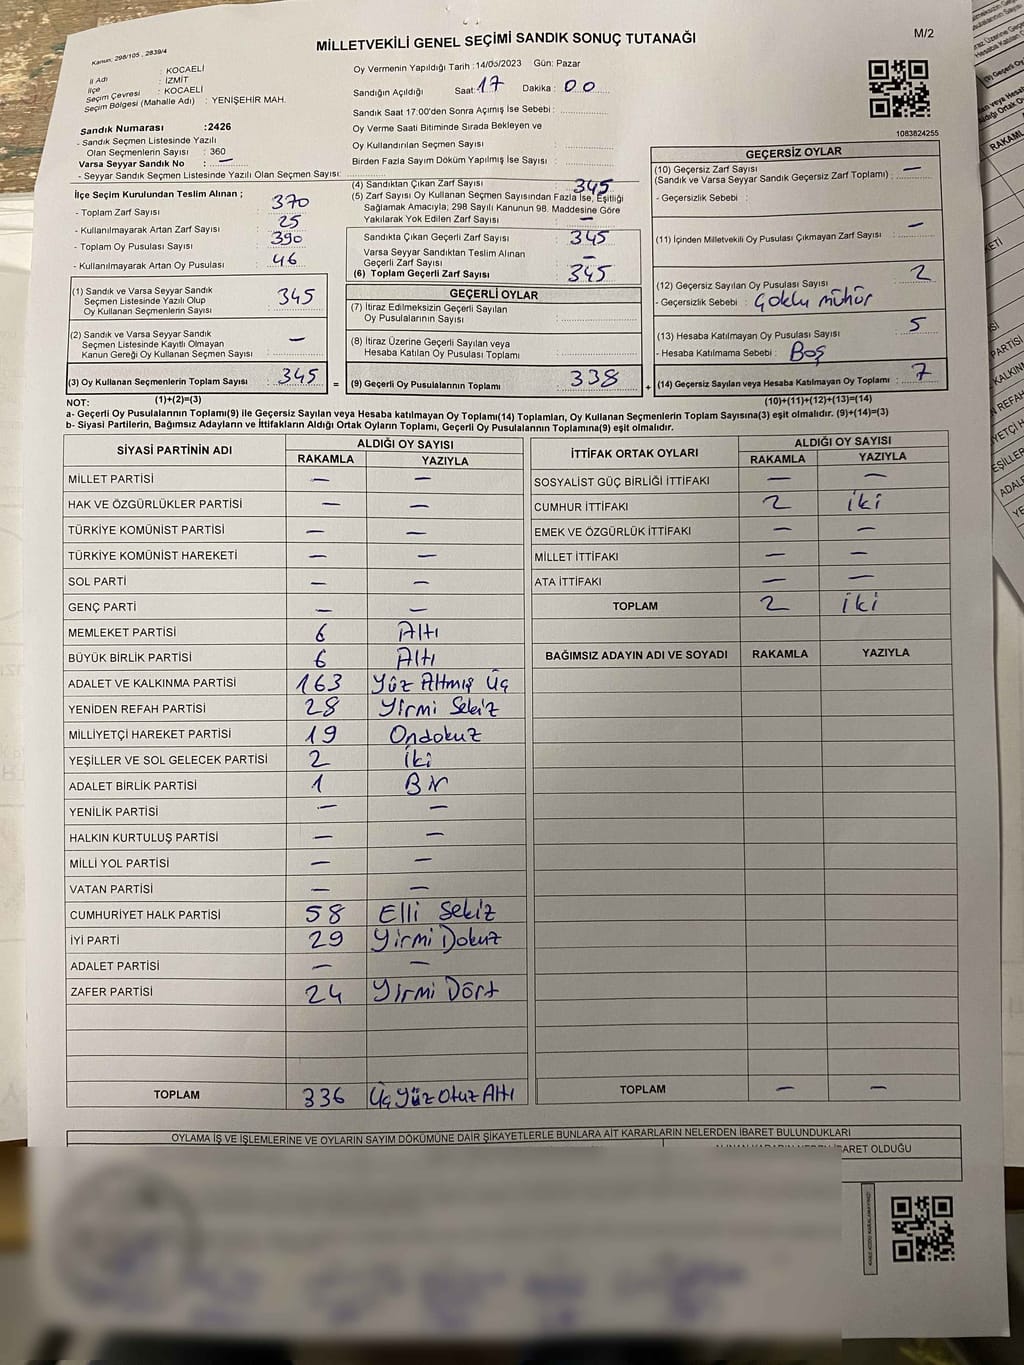 MİLLETVEKİLİ GENEL SEÇİMİ SANDIK SONUÇ TUTANAĞI
M/2
Kanun: 298/105 , 2839/4
İl Adı : KOCAELİ
İlçe : İZMİT
Seçim Çevresi : KOCAELİ
Seçim Bölgesi (Mahalle Adı) : YENİŞEHİR MAH.
Oy Vermenin Yapıldığı Tarih :14/05/2023 Gün: Pazar
Sandığın Açıldığı Saat: 17 Dakika : 00
Sandık Saat 17:00'den Sonra Açılmış İse Sebebi :
Oy Verme Saati Bitiminde Sırada Bekleyen ve
Oy Kullandırılan Seçmen Sayısı :
Birden Fazla Sayım Döküm Yapılmış İse Sayısı :
1083824255
Sandık Numarası :2426
- Sandık Seçmen Listesinde Yazılı
Olan Seçmenlerin Sayısı : 360
Varsa Seyyar Sandık No : —
- Seyyar Sandık Seçmen Listesinde Yazılı Olan Seçmen Sayısı:
İlçe Seçim Kurulundan Teslim Alınan ;
- Toplam Zarf Sayısı : 370
- Kullanılmayarak Artan Zarf Sayısı : 25
- Toplam Oy Pusulası Sayısı : 390
- Kullanılmayarak Artan Oy Pusulası : 46
(1) Sandık ve Varsa Seyyar Sandık
Seçmen Listesinde Yazılı Olup
Oy Kullanan Seçmenlerin Sayısı : 345
(2) Sandık ve Varsa Seyyar Sandık
Seçmen Listesinde Kayıtlı Olmayan
Kanun Gereği Oy Kullanan Seçmen Sayısı : —
(3) Oy Kullanan Seçmenlerin Toplam Sayısı : 345 =
(1)+(2)=(3)
(4) Sandıktan Çıkan Zarf Sayısı : 345
(5) Zarf Sayısı Oy Kullanan Seçmen Sayısından Fazla İse, Eşitliği
Sağlamak Amacıyla; 298 Sayılı Kanunun 98. Maddesine Göre
Yakılarak Yok Edilen Zarf Sayısı : —
Sandıkta Çıkan Geçerli Zarf Sayısı : 345
Varsa Seyyar Sandıktan Teslim Alınan
Geçerli Zarf Sayısı : —
(6) Toplam Geçerli Zarf Sayısı : 345
GEÇERLİ OYLAR
(7) İtiraz Edilmeksizin Geçerli Sayılan
Oy Pusulalarının Sayısı :
(8) İtiraz Üzerine Geçerli Sayılan veya
Hesaba Katılan Oy Pusulası Toplamı :
(9) Geçerli Oy Pusulalarının Toplamı : 338 +
GEÇERSİZ OYLAR
(10) Geçersiz Zarf Sayısı
(Sandık ve Varsa Seyyar Sandık Geçersiz Zarf Toplamı) : —
- Geçersizlik Sebebi :
(11) İçinden Milletvekili Oy Pusulası Çıkmayan Zarf Sayısı : —
(12) Geçersiz Sayılan Oy Pusulası Sayısı : 2
- Geçersizlik Sebebi : Çoklu mühür
(13) Hesaba Katılmayan Oy Pusulası Sayısı : 5
- Hesaba Katılmama Sebebi : Boş
(14) Geçersiz Sayılan veya Hesaba Katılmayan Oy Toplamı : 7
(10)+(11)+(12)+(13)=(14)
NOT:
a- Geçerli Oy Pusulalarının Toplamı(9) ile Geçersiz Sayılan veya Hesaba katılmayan Oy Toplamı(14) Toplamları, Oy Kullanan Seçmenlerin Toplam Sayısına(3) eşit olmalıdır. (9)+(14)=(3)
b- Siyasi Partilerin, Bağımsız Adayların ve İttifakların Aldığı Ortak Oyların Toplamı, Geçerli Oy Pusulalarının Toplamına(9) eşit olmalıdır.
SİYASİ PARTİNİN ADI ALDIĞI OY SAYISI
RAKAMLA YAZIYLA
MİLLET PARTİSİ — —
HAK VE ÖZGÜRLÜKLER PARTİSİ — —
TÜRKİYE KOMÜNİST PARTİSİ — —
TÜRKİYE KOMÜNİST HAREKETİ — —
SOL PARTİ — —
GENÇ PARTİ — —
MEMLEKET PARTİSİ 6 Altı
BÜYÜK BİRLİK PARTİSİ 6 Altı
ADALET VE KALKINMA PARTİSİ 163 Yüz Altmış Üç
YENİDEN REFAH PARTİSİ 28 Yirmi Sekiz
MİLLİYETÇİ HAREKET PARTİSİ 19 Ondokuz
YEŞİLLER VE SOL GELECEK PARTİSİ 2 İki
ADALET BİRLİK PARTİSİ 1 Bir
YENİLİK PARTİSİ — —
HALKIN KURTULUŞ PARTİSİ — —
MİLLİ YOL PARTİSİ — —
VATAN PARTİSİ — —
CUMHURİYET HALK PARTİSİ 58 Elli Sekiz
İYİ PARTİ 29 Yirmi Dokuz
ADALET PARTİSİ — —
ZAFER PARTİSİ 24 Yirmi Dört
TOPLAM 336 Üç Yüz Otuz Altı
İTTİFAK ORTAK OYLARI ALDIĞI OY SAYISI
RAKAMLA YAZIYLA
SOSYALİST GÜÇ BİRLİĞİ İTTİFAKI — —
CUMHUR İTTİFAKI 2 iki
EMEK VE ÖZGÜRLÜK İTTİFAKI — —
MİLLET İTTİFAKI — —
ATA İTTİFAKI — —
TOPLAM 2 iki
BAĞIMSIZ ADAYIN ADI VE SOYADI RAKAMLA YAZIYLA
TOPLAM — —
OYLAMA İŞ VE İŞLEMLERİNE VE OYLARIN SAYIM DÖKÜMÜNE DAİR ŞİKAYETLERLE BUNLARA AİT KARARLARIN NELERDEN İBARET BULUNDUKLARI
İBARET OLDUĞU